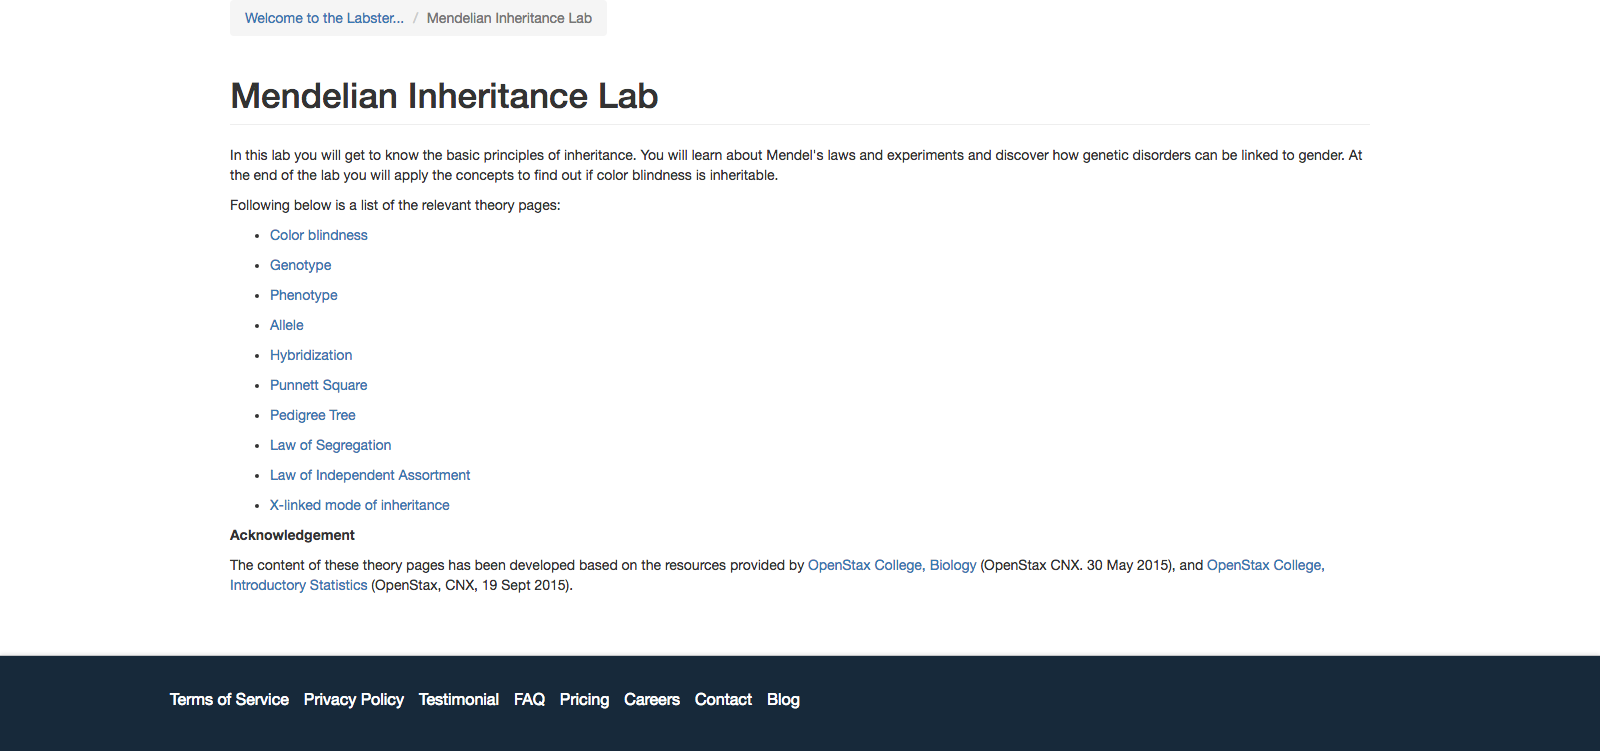 Welcome to the Labster... / Mendelian Inheritance Lab
Mendelian Inheritance Lab
In this lab you will get to know the basic principles of inheritance. You will learn about Mendel's laws and experiments and discover how genetic disorders can be linked to gender. At
the end of the lab you will apply the concepts to find out if color blindness is inheritable.
Following below is a list of the relevant theory pages:
• Color blindness
• Genotype
• Phenotype
• Allele
• Hybridization
• Punnett Square
• Pedigree Tree
• Law of Segregation
• Law of Independent Assortment
• X-linked mode of inheritance
Acknowledgement
The content of these theory pages has been developed based on the resources provided by OpenStax College, Biology (OpenStax CNX. 30 May 2015), and OpenStax College,
Introductory Statistics (OpenStax, CNX, 19 Sept 2015).
Terms of Service Privacy Policy Testimonial FAQ Pricing Careers Contact Blog